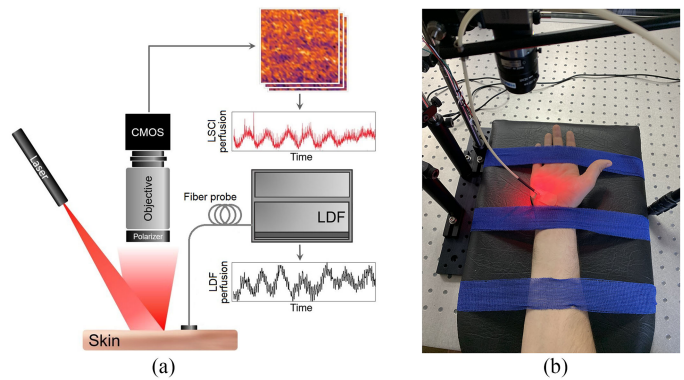 CMOS
LSCI
perfusion
Time
Laser
Objective
Fiber probe
LDF
Polarizer
LDF
perfusion
Time
Skin
(a)
(b)